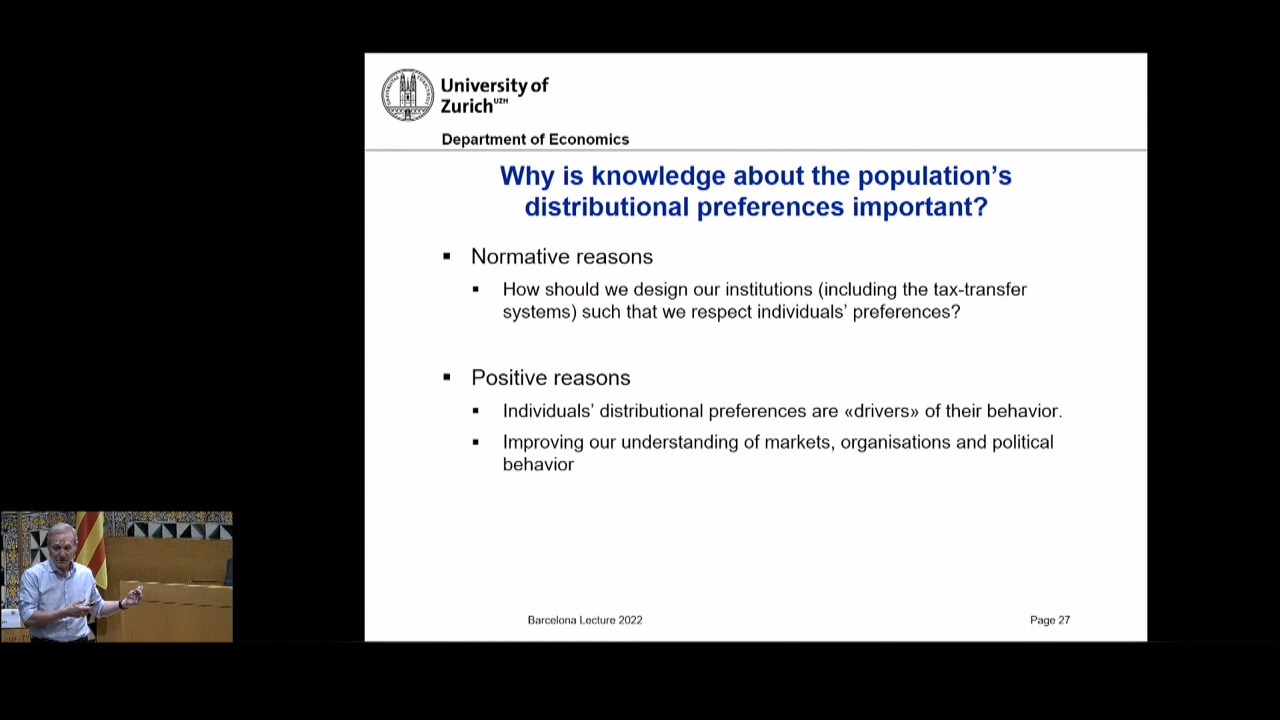 University of
Zurich UZH
Department of Economics
Why is knowledge about the population’s
distributional preferences important?
▪ Normative reasons
▪ How should we design our institutions (including the tax-transfer
systems) such that we respect individuals’ preferences?
▪ Positive reasons
▪ Individuals’ distributional preferences are «drivers» of their behavior.
▪ Improving our understanding of markets, organisations and political
behavior
Barcelona Lecture 2022
Page 27